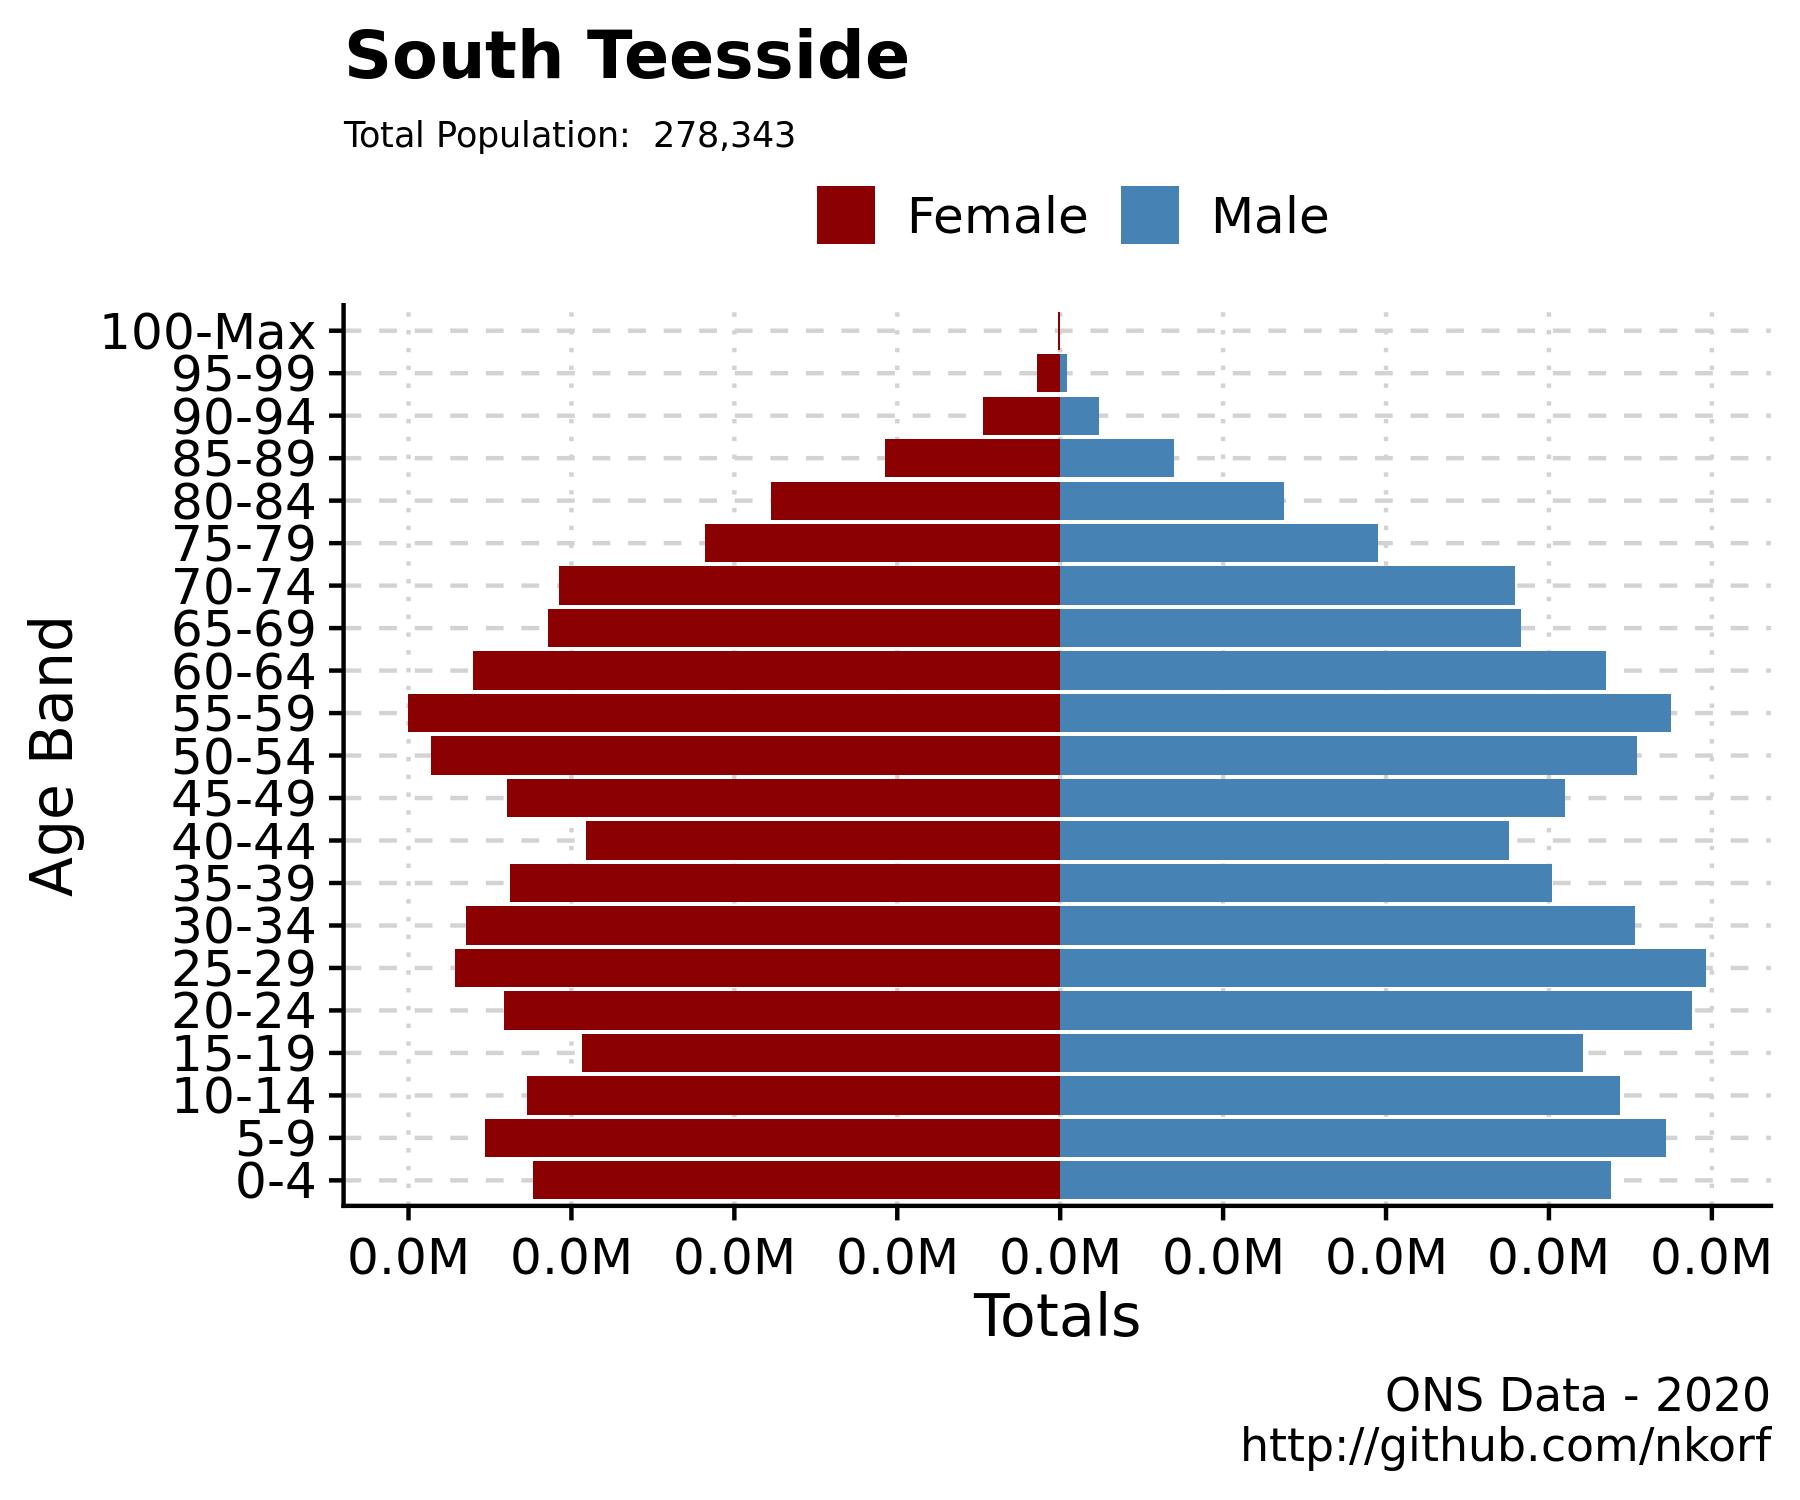 South Teesside
Total Population:  278,343
Female Male
100-Max
95-99
90-94
85-89
80-84
75-79
70-74
65-69
60-64
55-59
50-54
45-49
40-44
35-39
30-34
25-29
20-24
15-19
10-14
5-9
0-4
Age Band
0.0M 0.0M 0.0M 0.0M 0.0M 0.0M 0.0M 0.0M 0.0M
Totals
ONS Data - 2020
http://github.com/nkorf